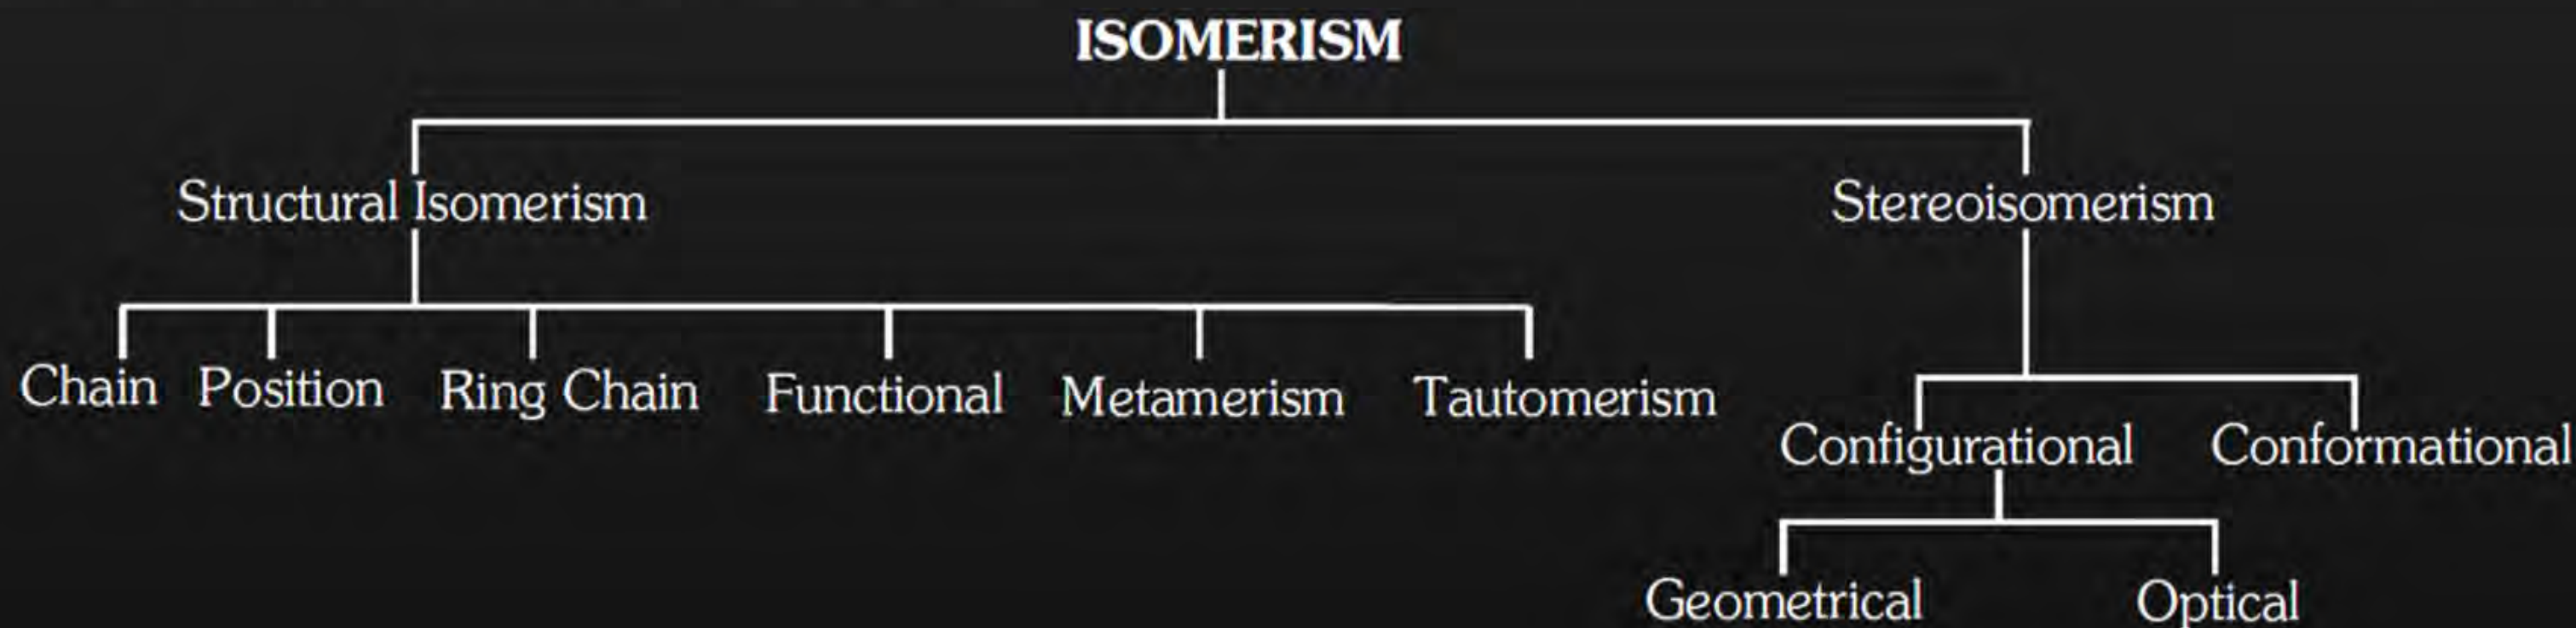 ISOMERISM
Structural Isomerism
Stereoisomerism
Chain
Position
Ring Chain
Functional
Metamerism
Tautomerism
Configurational
Conformational
Geometrical
Optical